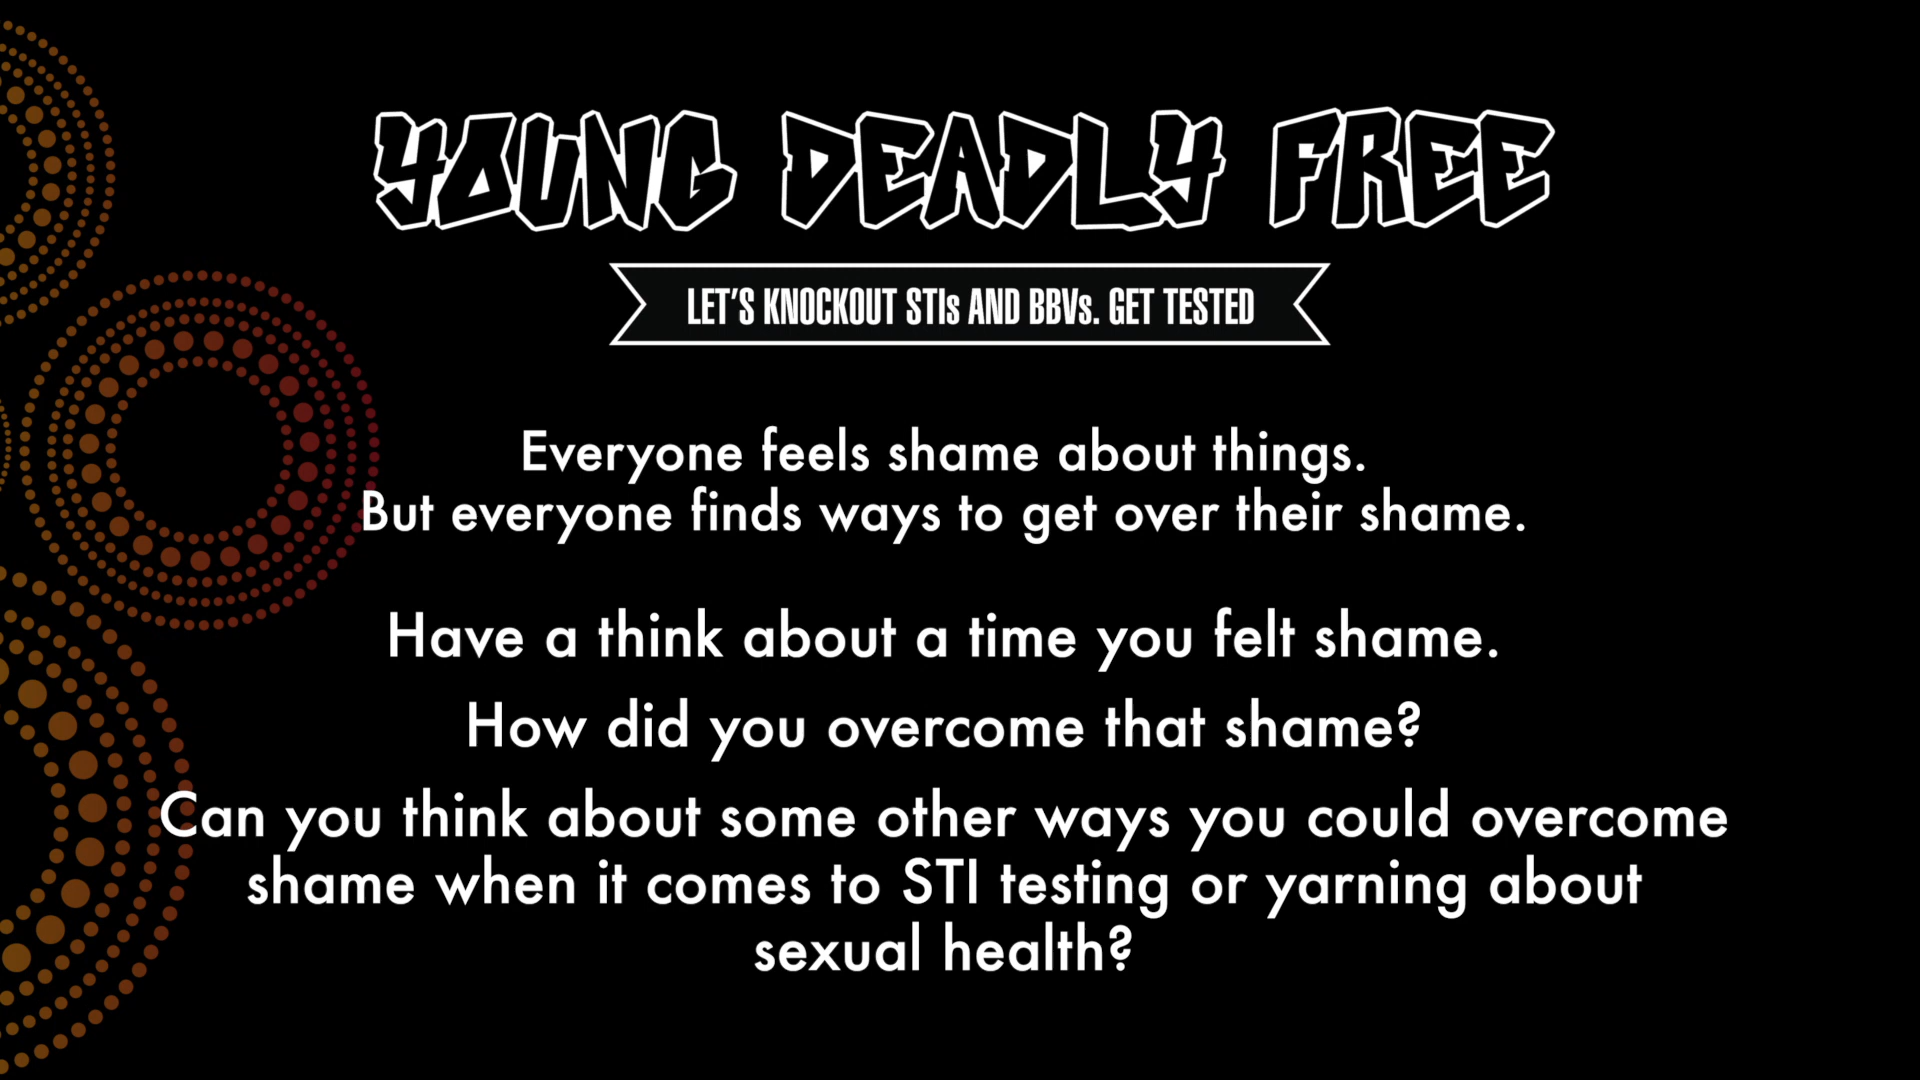 YOUNG DEADLY FREE
LET'S KNOCKOUT STIs AND BBVs. GET TESTED
Everyone feels shame about things.
But everyone finds ways to get over their shame.
Have a think about a time you felt shame.
How did you overcome that shame?
Can you think about some other ways you could overcome
shame when it comes to STI testing or yarning about
sexual health?